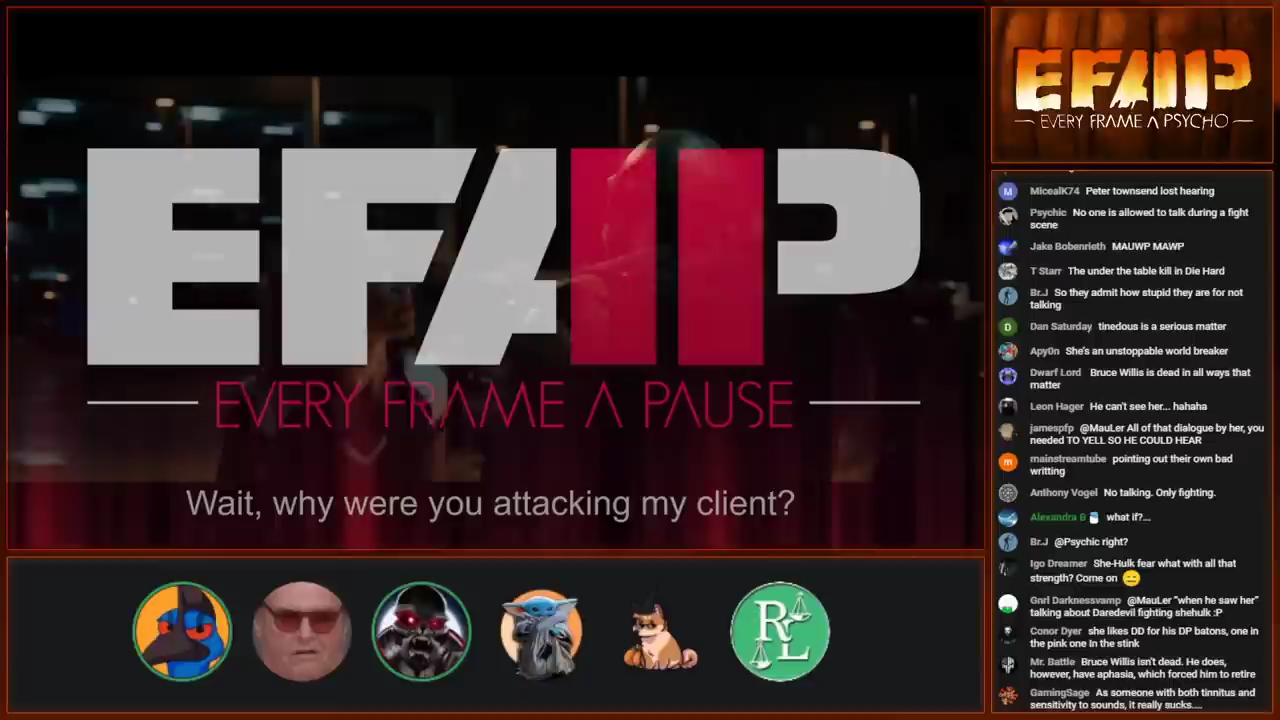 EFAP
EVERY FRAME A PAUSE
Wait, why were you attacking my client?
RL
EFAP
EVERY FRAME A PSYCHO
M
MicealK74 Peter townsend lost hearing
Psychic No one is allowed to talk during a fight
scene
Jake Bobenrieth MAUWP MAWP
T Starr The under the table kill in Die Hard
Br.J So they admit how stupid they are for not
talking
D
Dan Saturday tinedous is a serious matter
Apy0n She's an unstoppable world breaker
Dwarf Lord Bruce Willis is dead in all ways that
matter
Leon Hager He can't see her... hahaha
jamespfp @MauLer All of that dialogue by her, you
needed TO YELL SO HE COULD HEAR
m
mainstreamtube pointing out their own bad
writting
Anthony Vogel No talking. Only fighting.
Alexandra B what if?...
Br.J @Psychic right?
Igo Dreamer She-Hulk fear what with all that
strength? Come on
Gnrl Darknessvamp @MauLer "when he saw her"
talking about Daredevil fighting shehulk :P
Conor Dyer she likes DD for his DP batons, one in
the pink one In the stink
Mr. Battle Bruce Willis isn't dead. He does,
however, have aphasia, which forced him to retire
GamingSage As someone with both tinnitus and
sensitivity to sounds, it really sucks.....